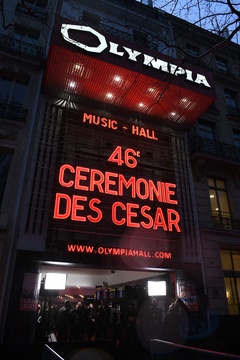 OLYMPIA
MUSIC - HALL
46e
CEREMONIE
DES CESAR
WWW.OLYMPIAHALL.COM